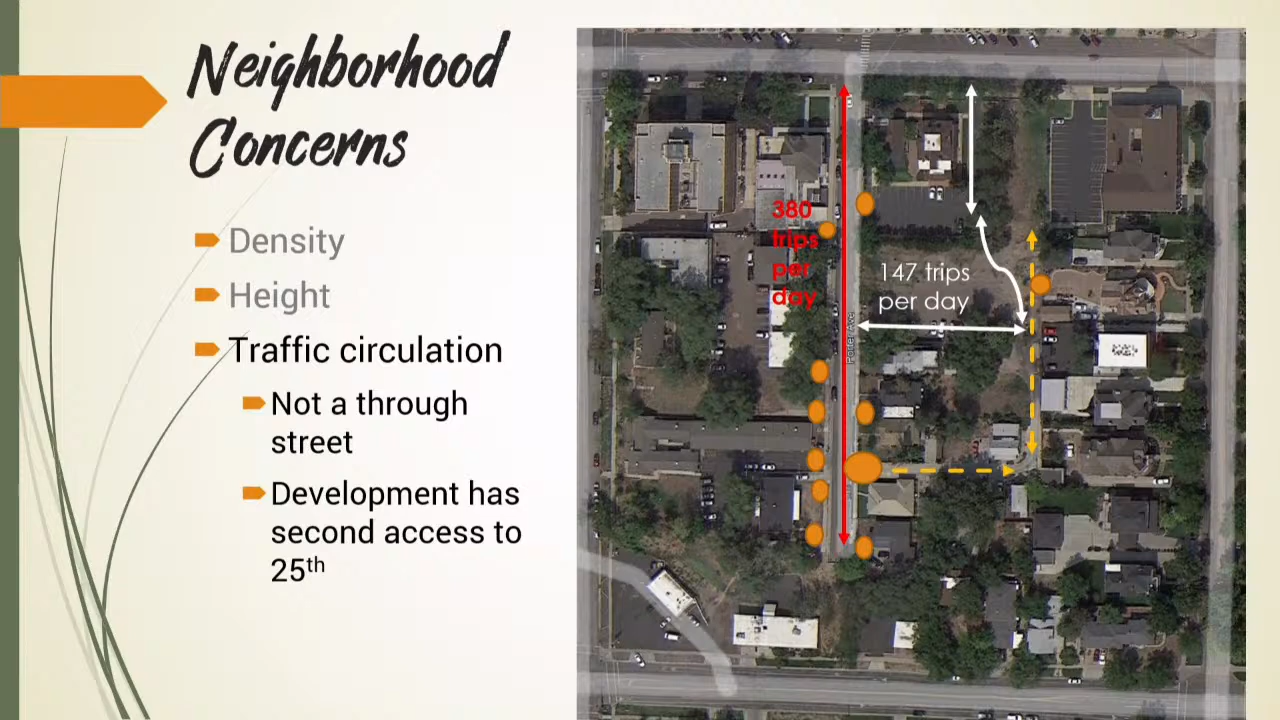 Neighborhood
Concerns
Density
Height
Traffic circulation
Not a through
street
Development has
second access to
25th
380
trips
per
day
147 trips
per day